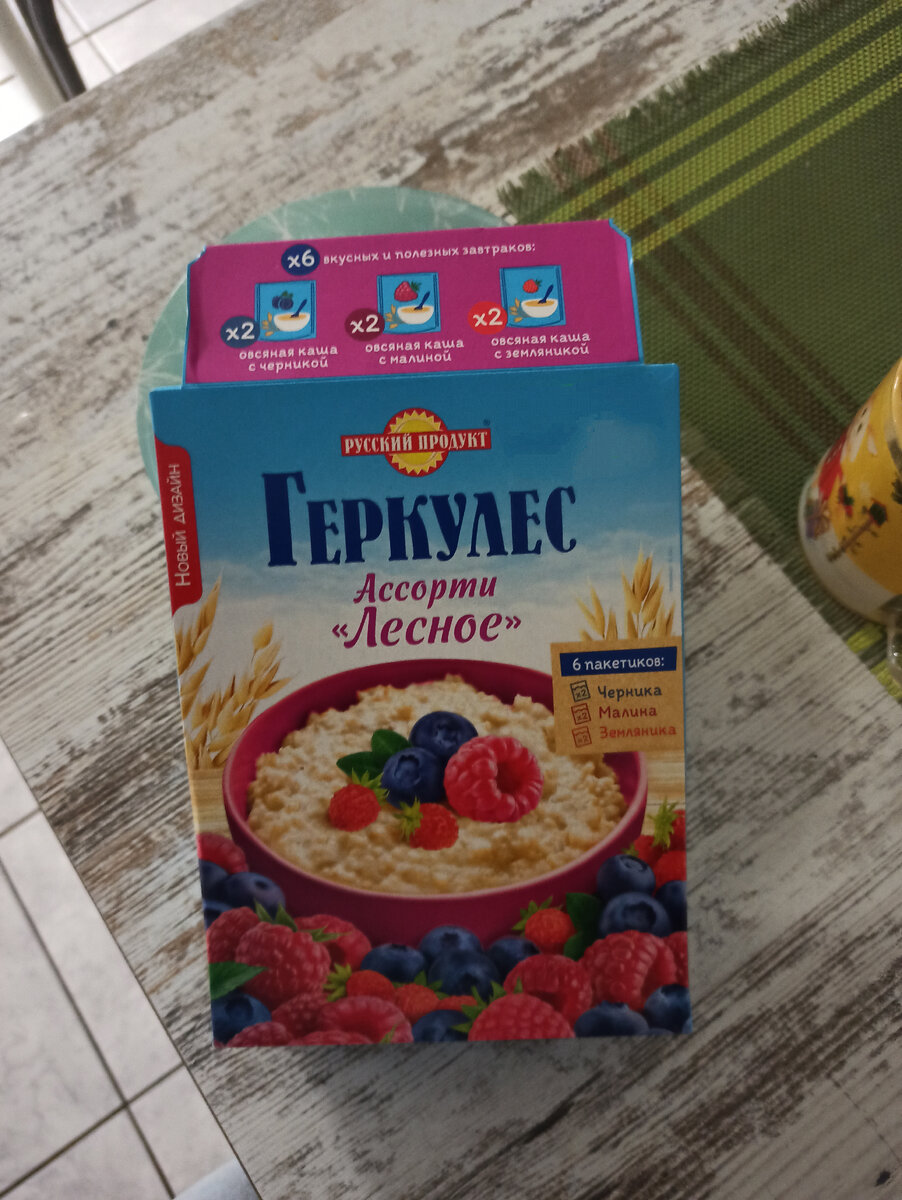 x6 вкусных и полезных завтраков:
x2
овсяная каша
с черникой
x2
овсяная каша
с малиной
x2
овсяная каша
с земляникой
РУССКИЙ ПРОДУКТ
Новый дизайн
ГЕРКУЛЕС
Ассорти
«Лесное»
6 пакетиков:
x2 Черника
x2 Малина
x2 Земляника